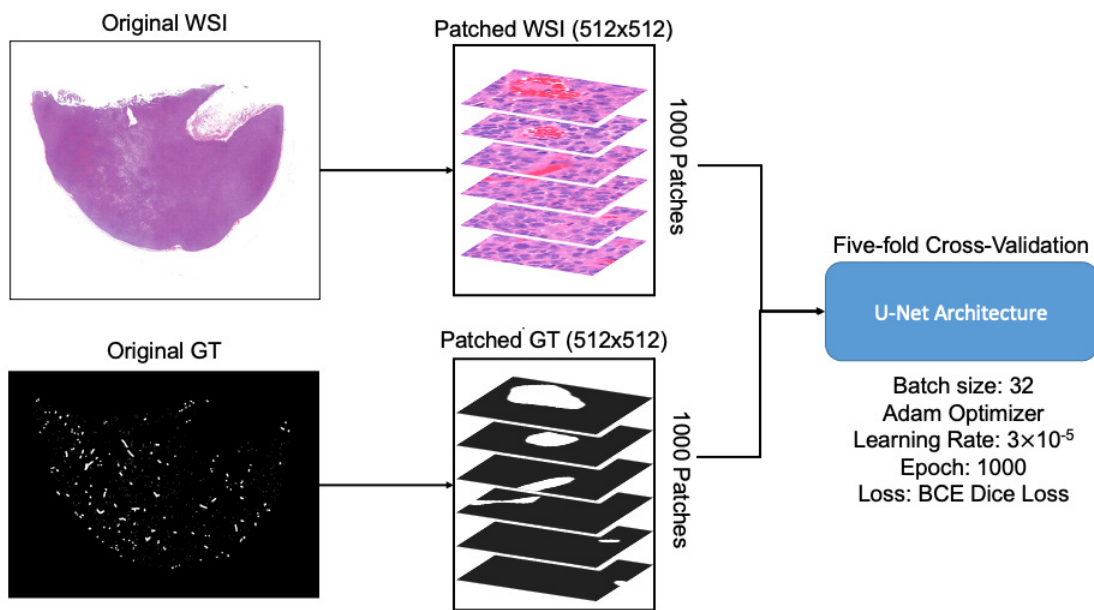 Original WSI
Patched WSI (512x512)
1000 Patches
Original GT
Patched GT (512x512)
1000 Patches
Five-fold Cross-Validation
U-Net Architecture
Batch size: 32
Adam Optimizer
Learning Rate: 3×10⁻⁵
Epoch: 1000
Loss: BCE Dice Loss